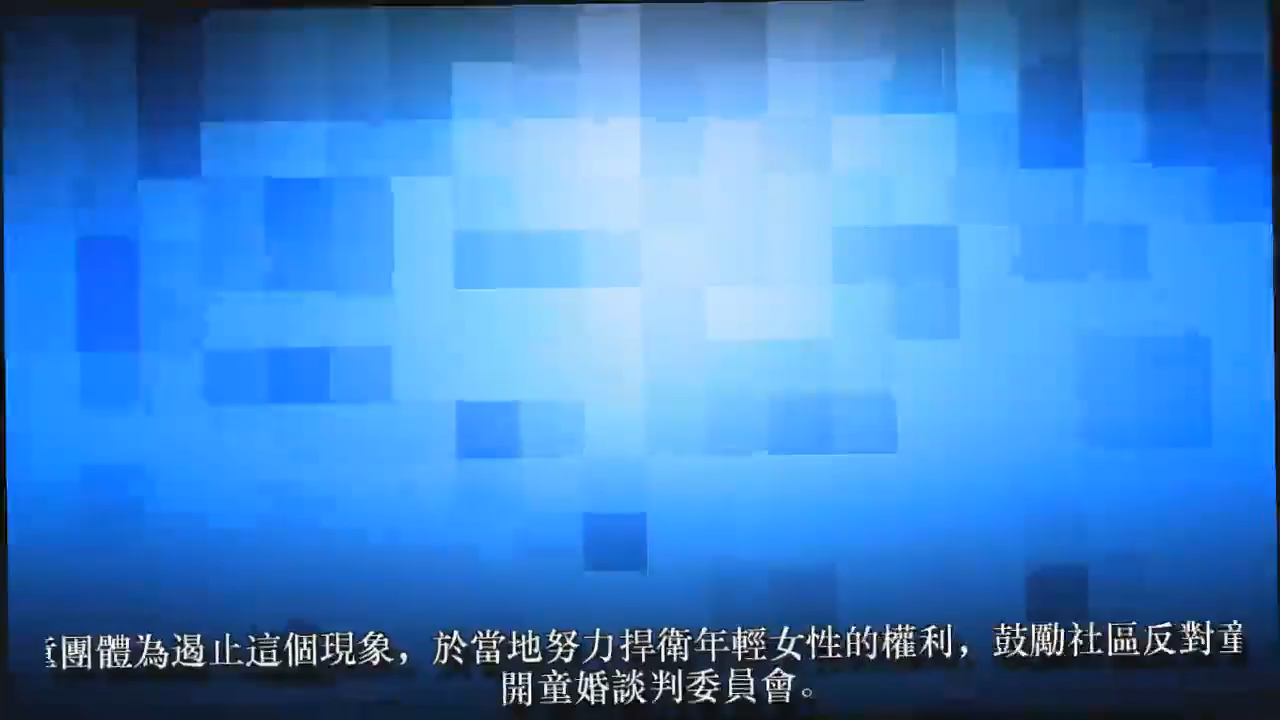 團體為遏止這個現象，於當地努力捍衛年輕女性的權利，鼓勵社區反對
開童婚談判委員會。